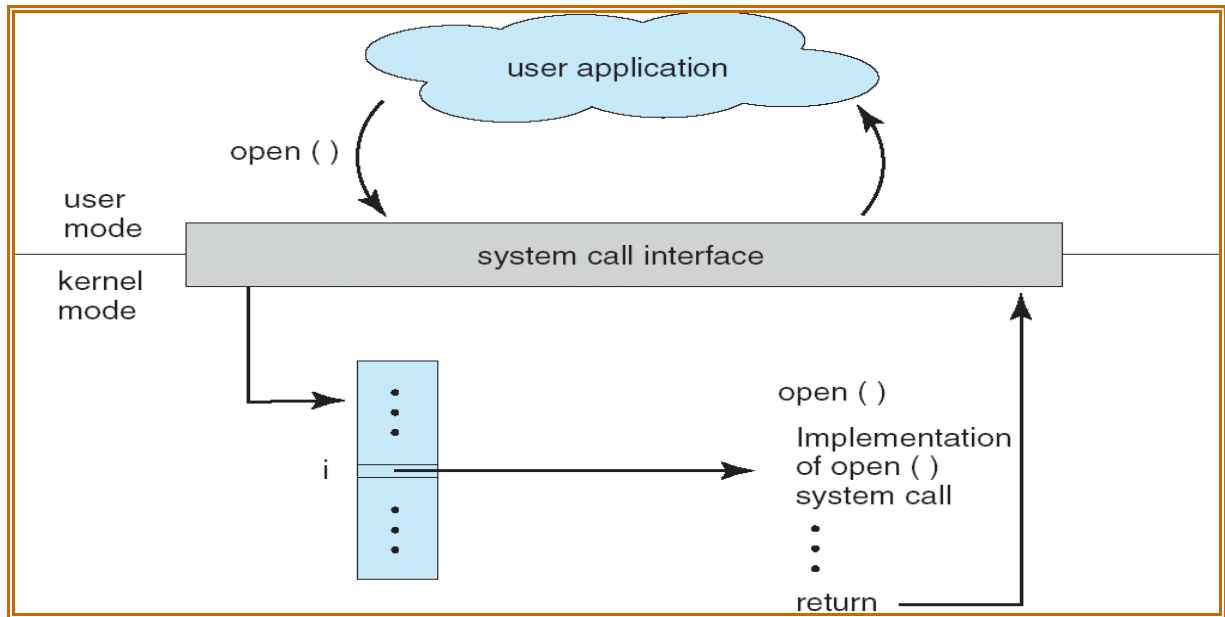 user application
open ( )
user
mode
system call interface
kernel
mode
open ( )
Implementation
i
of open ( )
system call
return